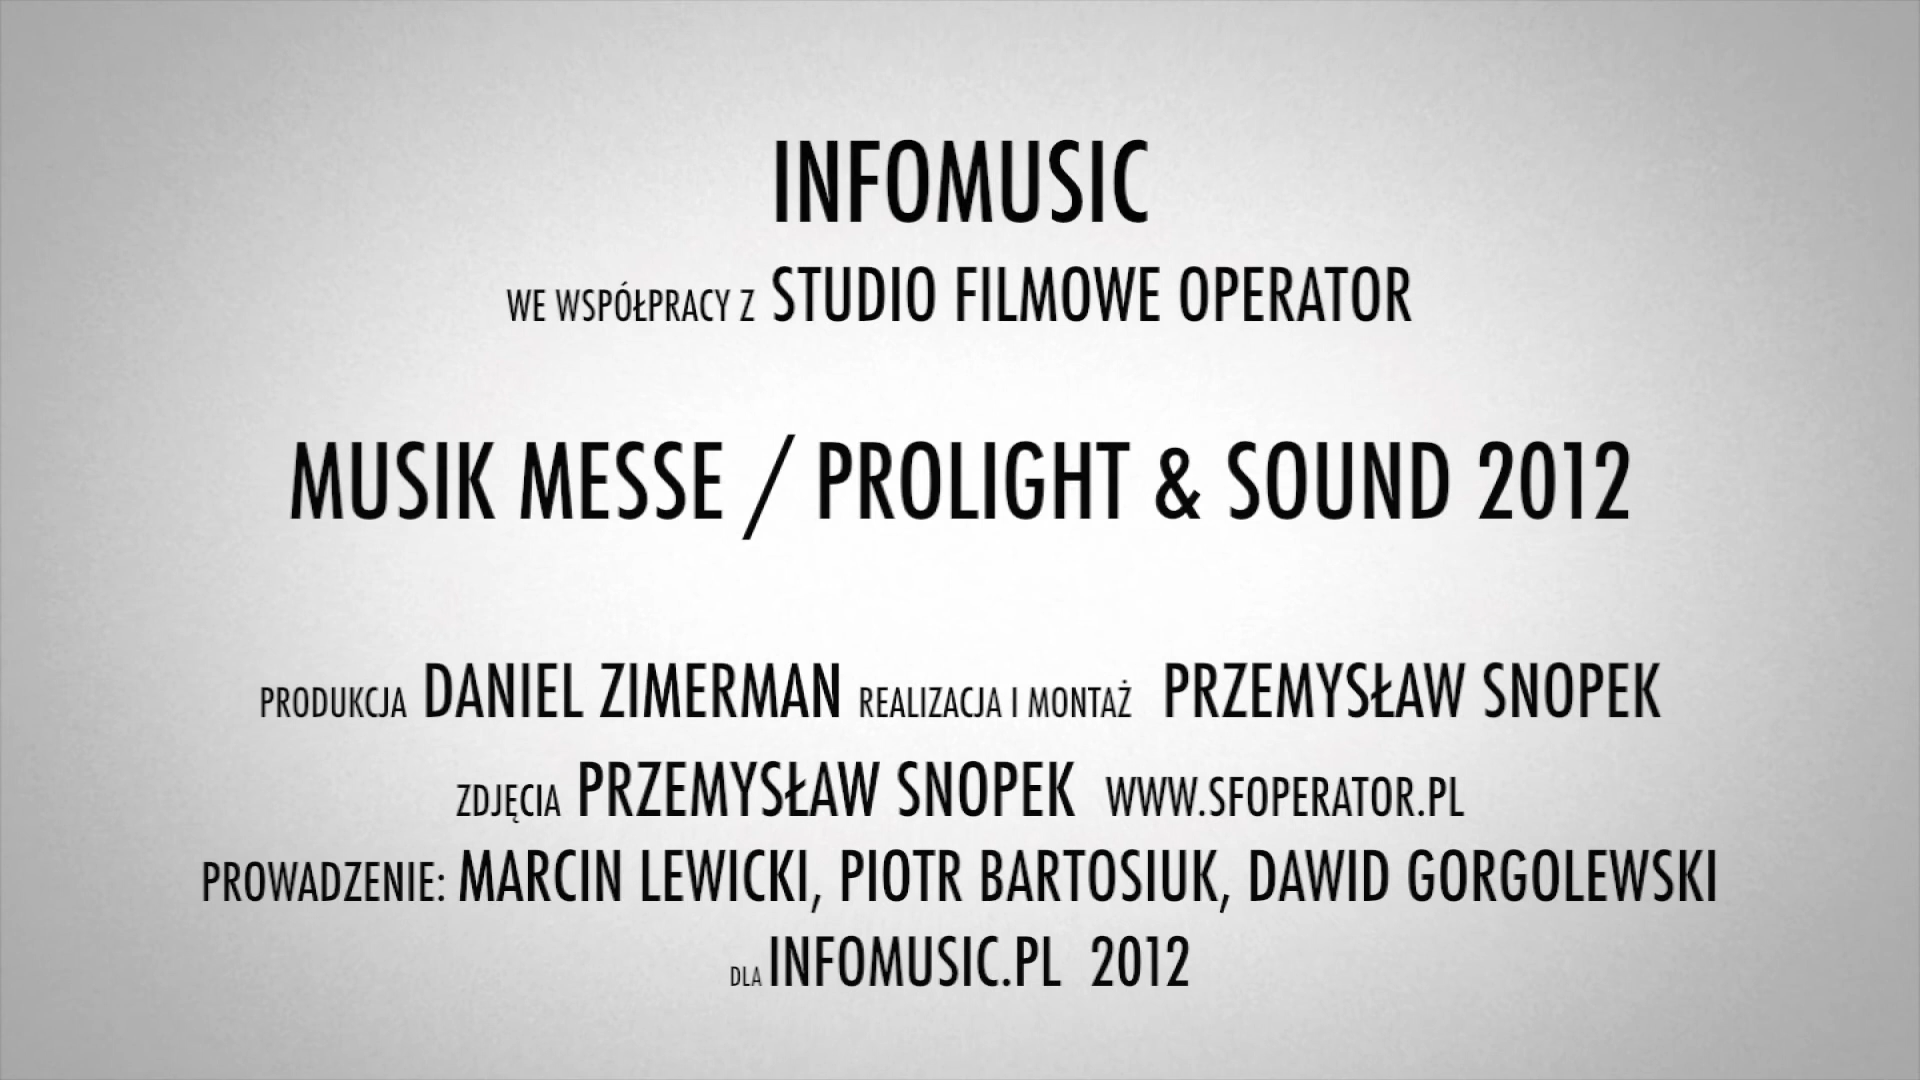 INFOMUSIC
WE WSPÓŁPRACY Z STUDIO FILMOWE OPERATOR
MUSIK MESSE / PROLIGHT & SOUND 2012
PRODUKCJA DANIEL ZIMERMAN REALIZACJA I MONTAŻ PRZEMYSŁAW SNOPEK
ZDJĘCIA PRZEMYSŁAW SNOPEK WWW.SFOPERATOR.PL
PROWADZENIE: MARCIN LEWICKI, PIOTR BARTOSIUK, DAWID GORGOLEWSKI
DLA INFOMUSIC.PL 2012